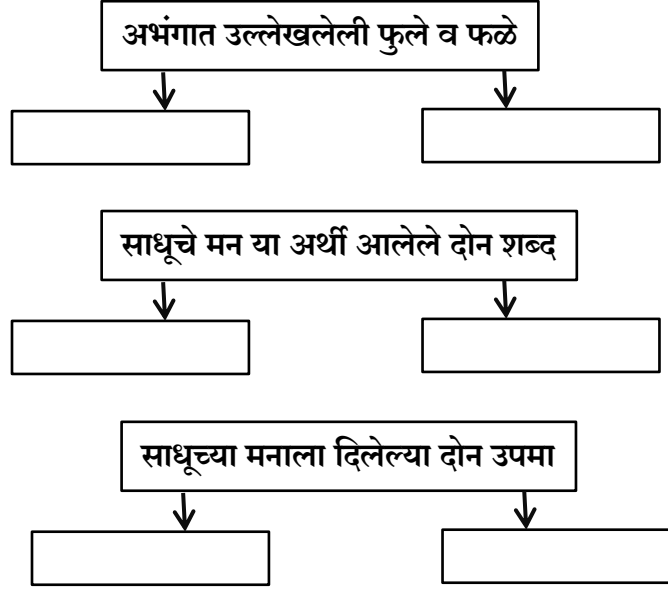 अभंगात उल्लेखलेली फुले व फळे
साधूचे मन या अर्थी आलेले दोन शब्द
साधूच्या मनाला दिलेल्या दोन उपमा